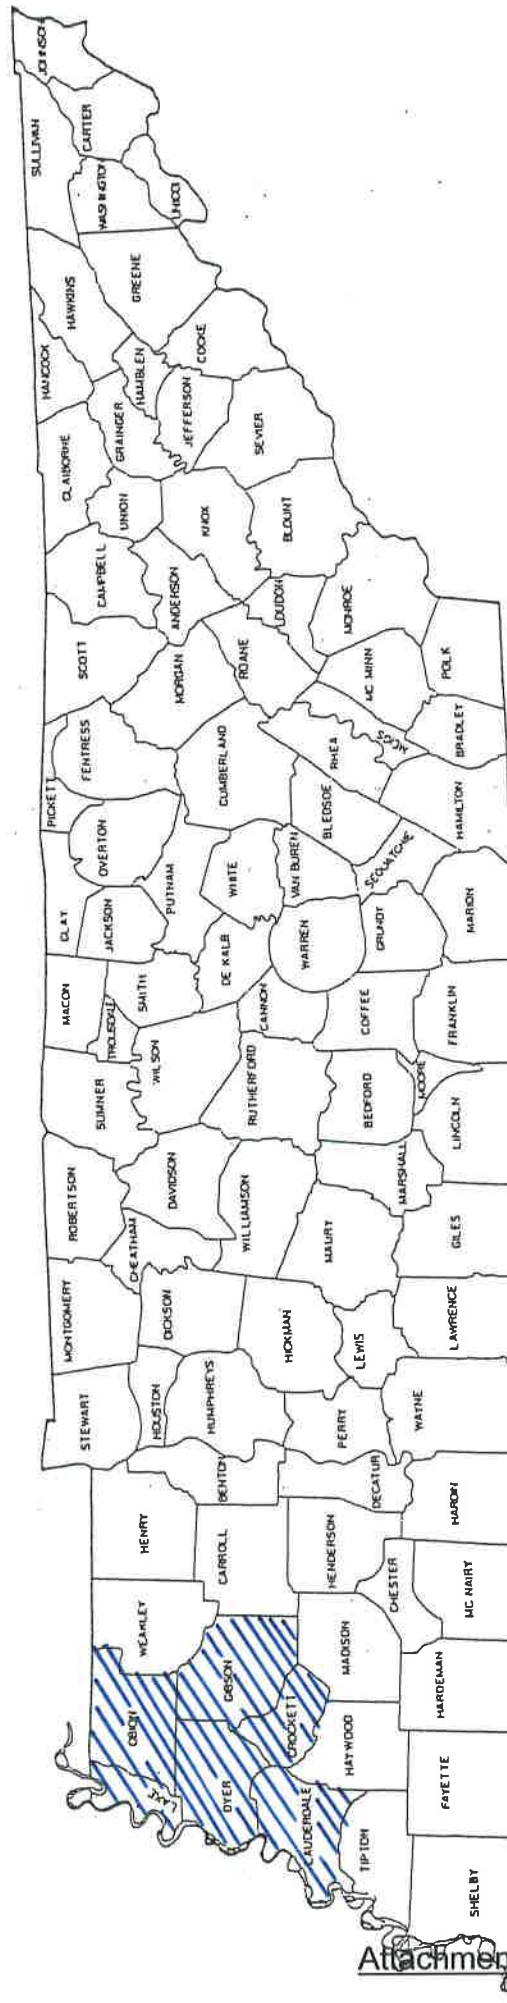 JOHNSON
SULLIVAN
CARTER
WASHINGTON
UNICOI
HAWKINS
GREENE
HANCOCK
HAMBLEN
COCKE
GRAINGER
JEFFERSON
CLAIBORNE
SEVIER
UNION
KNOX
BLOUNT
CAMPBELL
ANDERSON
LOUDON
MONROE
SCOTT
MORGAN
ROANE
MC MINN
POLK
FENTRESS
PICKETT
CUMBERLAND
RHEA
MEIGS
BRADLEY
OVERTON
BLEDSOE
HAMILTON
PUTNAM
WHITE
VAN BUREN
SEQUATCHIE
CLAY
JACKSON
DE KALB
WARREN
GRUNDY
MARION
MACON
TROUSDALE
SMITH
CANNON
COFFEE
FRANKLIN
SUMNER
WILSON
RUTHERFORD
BEDFORD
MOORE
LINCOLN
ROBERTSON
DAVIDSON
WILLIAMSON
MARSHALL
CHEATHAM
MAURY
GILES
MONTGOMERY
DICKSON
HICKMAN
LEWIS
LAWRENCE
STEWART
HOUSTON
HUMPHREYS
PERRY
WAYNE
BENTON
DECATUR
HENRY
CARROLL
HENDERSON
HARDIN
CHESTER
MC NAIRY
WEAKLEY
GIBSON
MADISON
HARDEMAN
OBION
CROCKETT
HAYWOOD
LAKE
DYER
LAUDERDALE
FAYETTE
TIPTON
SHELBY
Attachmen